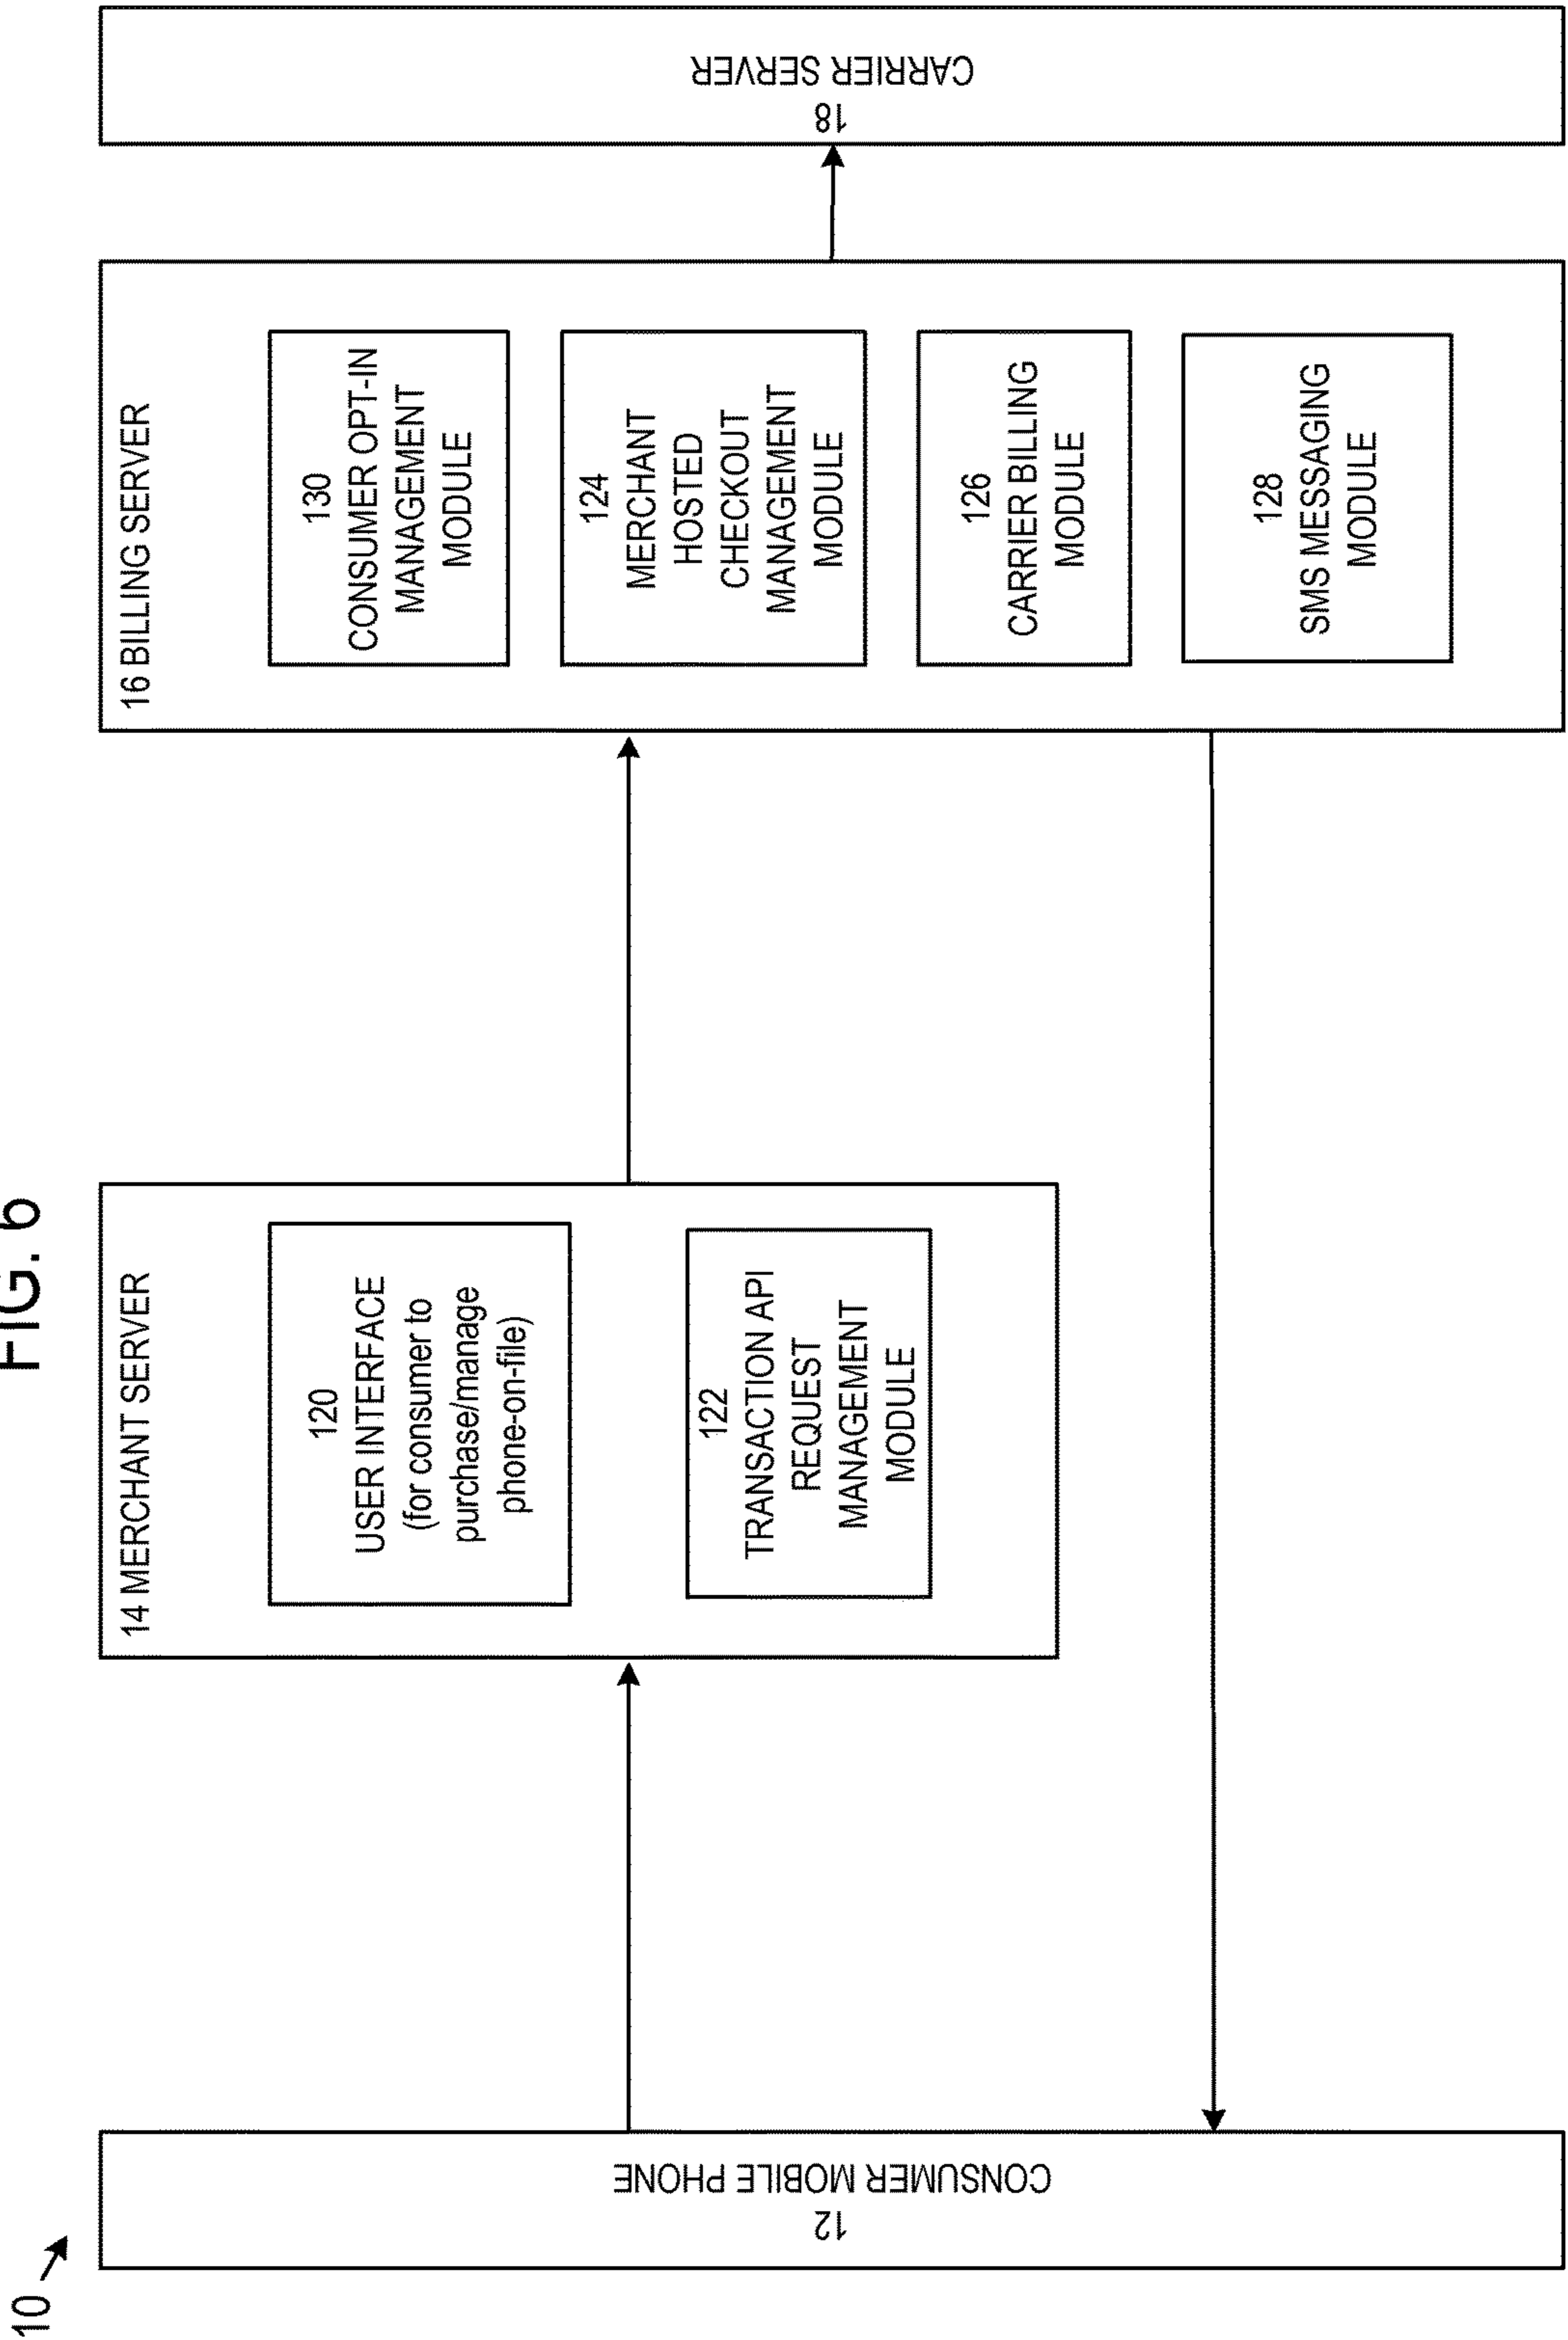 FIG. 6
10
12
CONSUMER MOBILE PHONE
14 MERCHANT SERVER
120
USER INTERFACE
(for consumer to
purchase/manage
phone-on-file)
122
TRANSACTION API
REQUEST
MANAGEMENT
MODULE
16 BILLING SERVER
130
CONSUMER OPT-IN
MANAGEMENT
MODULE
124
MERCHANT
HOSTED
CHECKOUT
MANAGEMENT
MODULE
126
CARRIER BILLING
MODULE
128
SMS MESSAGING
MODULE
18
CARRIER SERVER